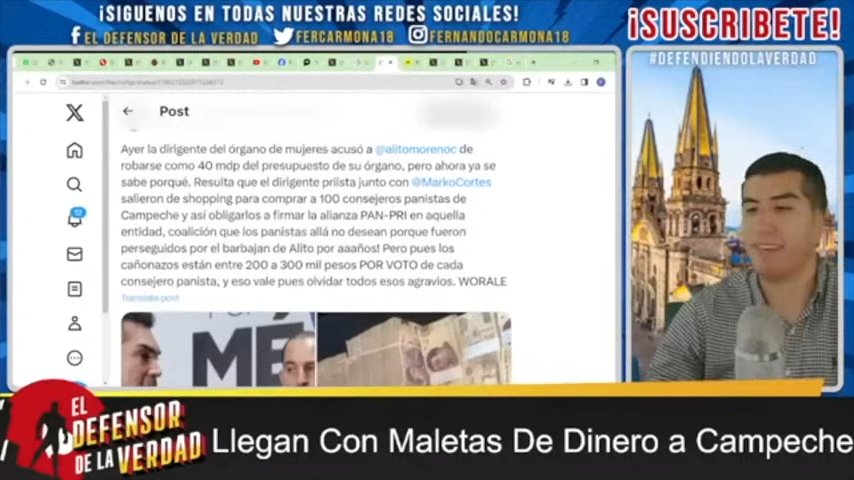 ¡SIGUENOS EN TODAS NUESTRAS REDES SOCIALES!
¡SUSCRIBETE!
EL DEFENSOR DE LA VERDAD
FERCARMONA18
FERNANDOCARMONA18
#DEFENDIENDOLAVERDAD
Post
Ayer la dirigente del órgano de mujeres acusó a @alitomorenoc de
robarse como 40 mdp del presupuesto de su órgano, pero ahora ya se
sabe porqué. Resulta que el dirigente priista junto con @MarkoCortes
salieron de shopping para comprar a 100 consejeros panistas de
Campeche y así obligarlos a firmar la alianza PAN-PRI en aquella
entidad, coalición que los panistas allá no desean porque fueron
perseguidos por el barbajan de Alito por aaaños! Pero pues los
cañonazos están entre 200 a 300 mil pesos POR VOTO de cada
consejero panista, y eso vale pues olvidar todos esos agravios. WORALE
Translate post
MÉ
EL
DEFENSOR
DE LA VERDAD
Llegan Con Maletas De Dinero a Campeche